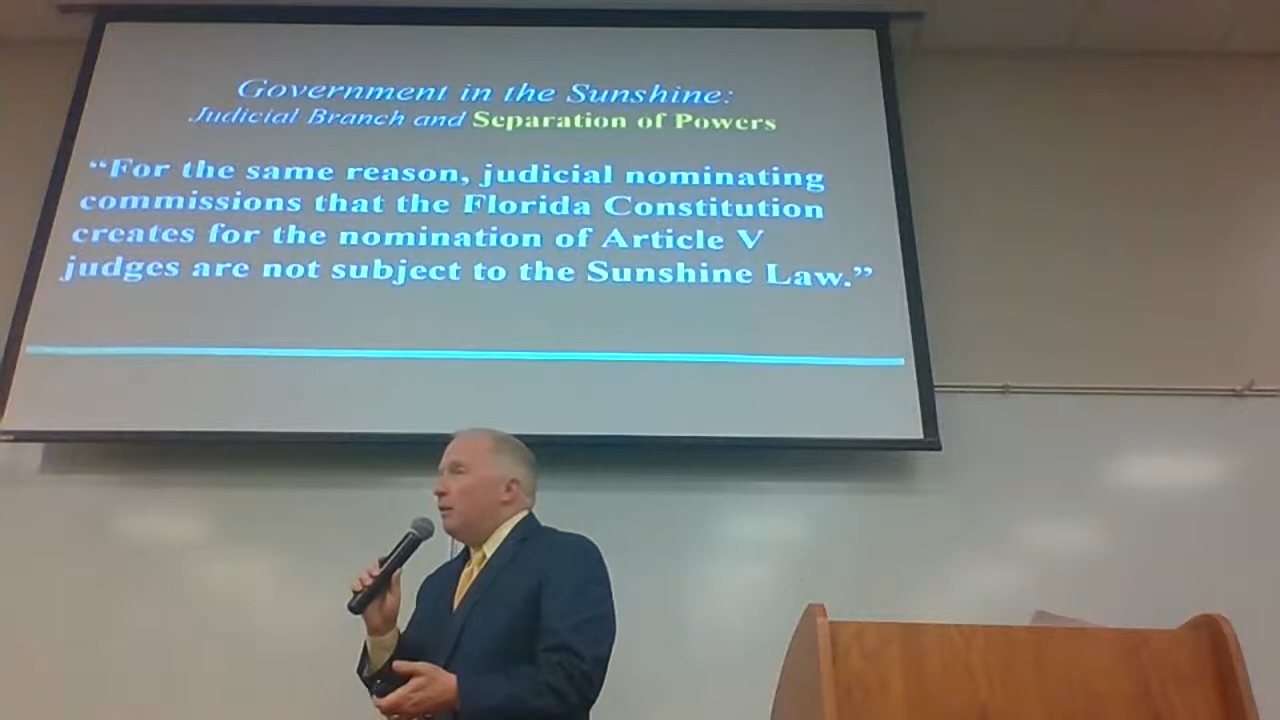 Government in the Sunshine:
Judicial Branch and Separation of Powers
“For the same reason, judicial nominating
commissions that the Florida Constitution
creates for the nomination of Article V
judges are not subject to the Sunshine Law.”